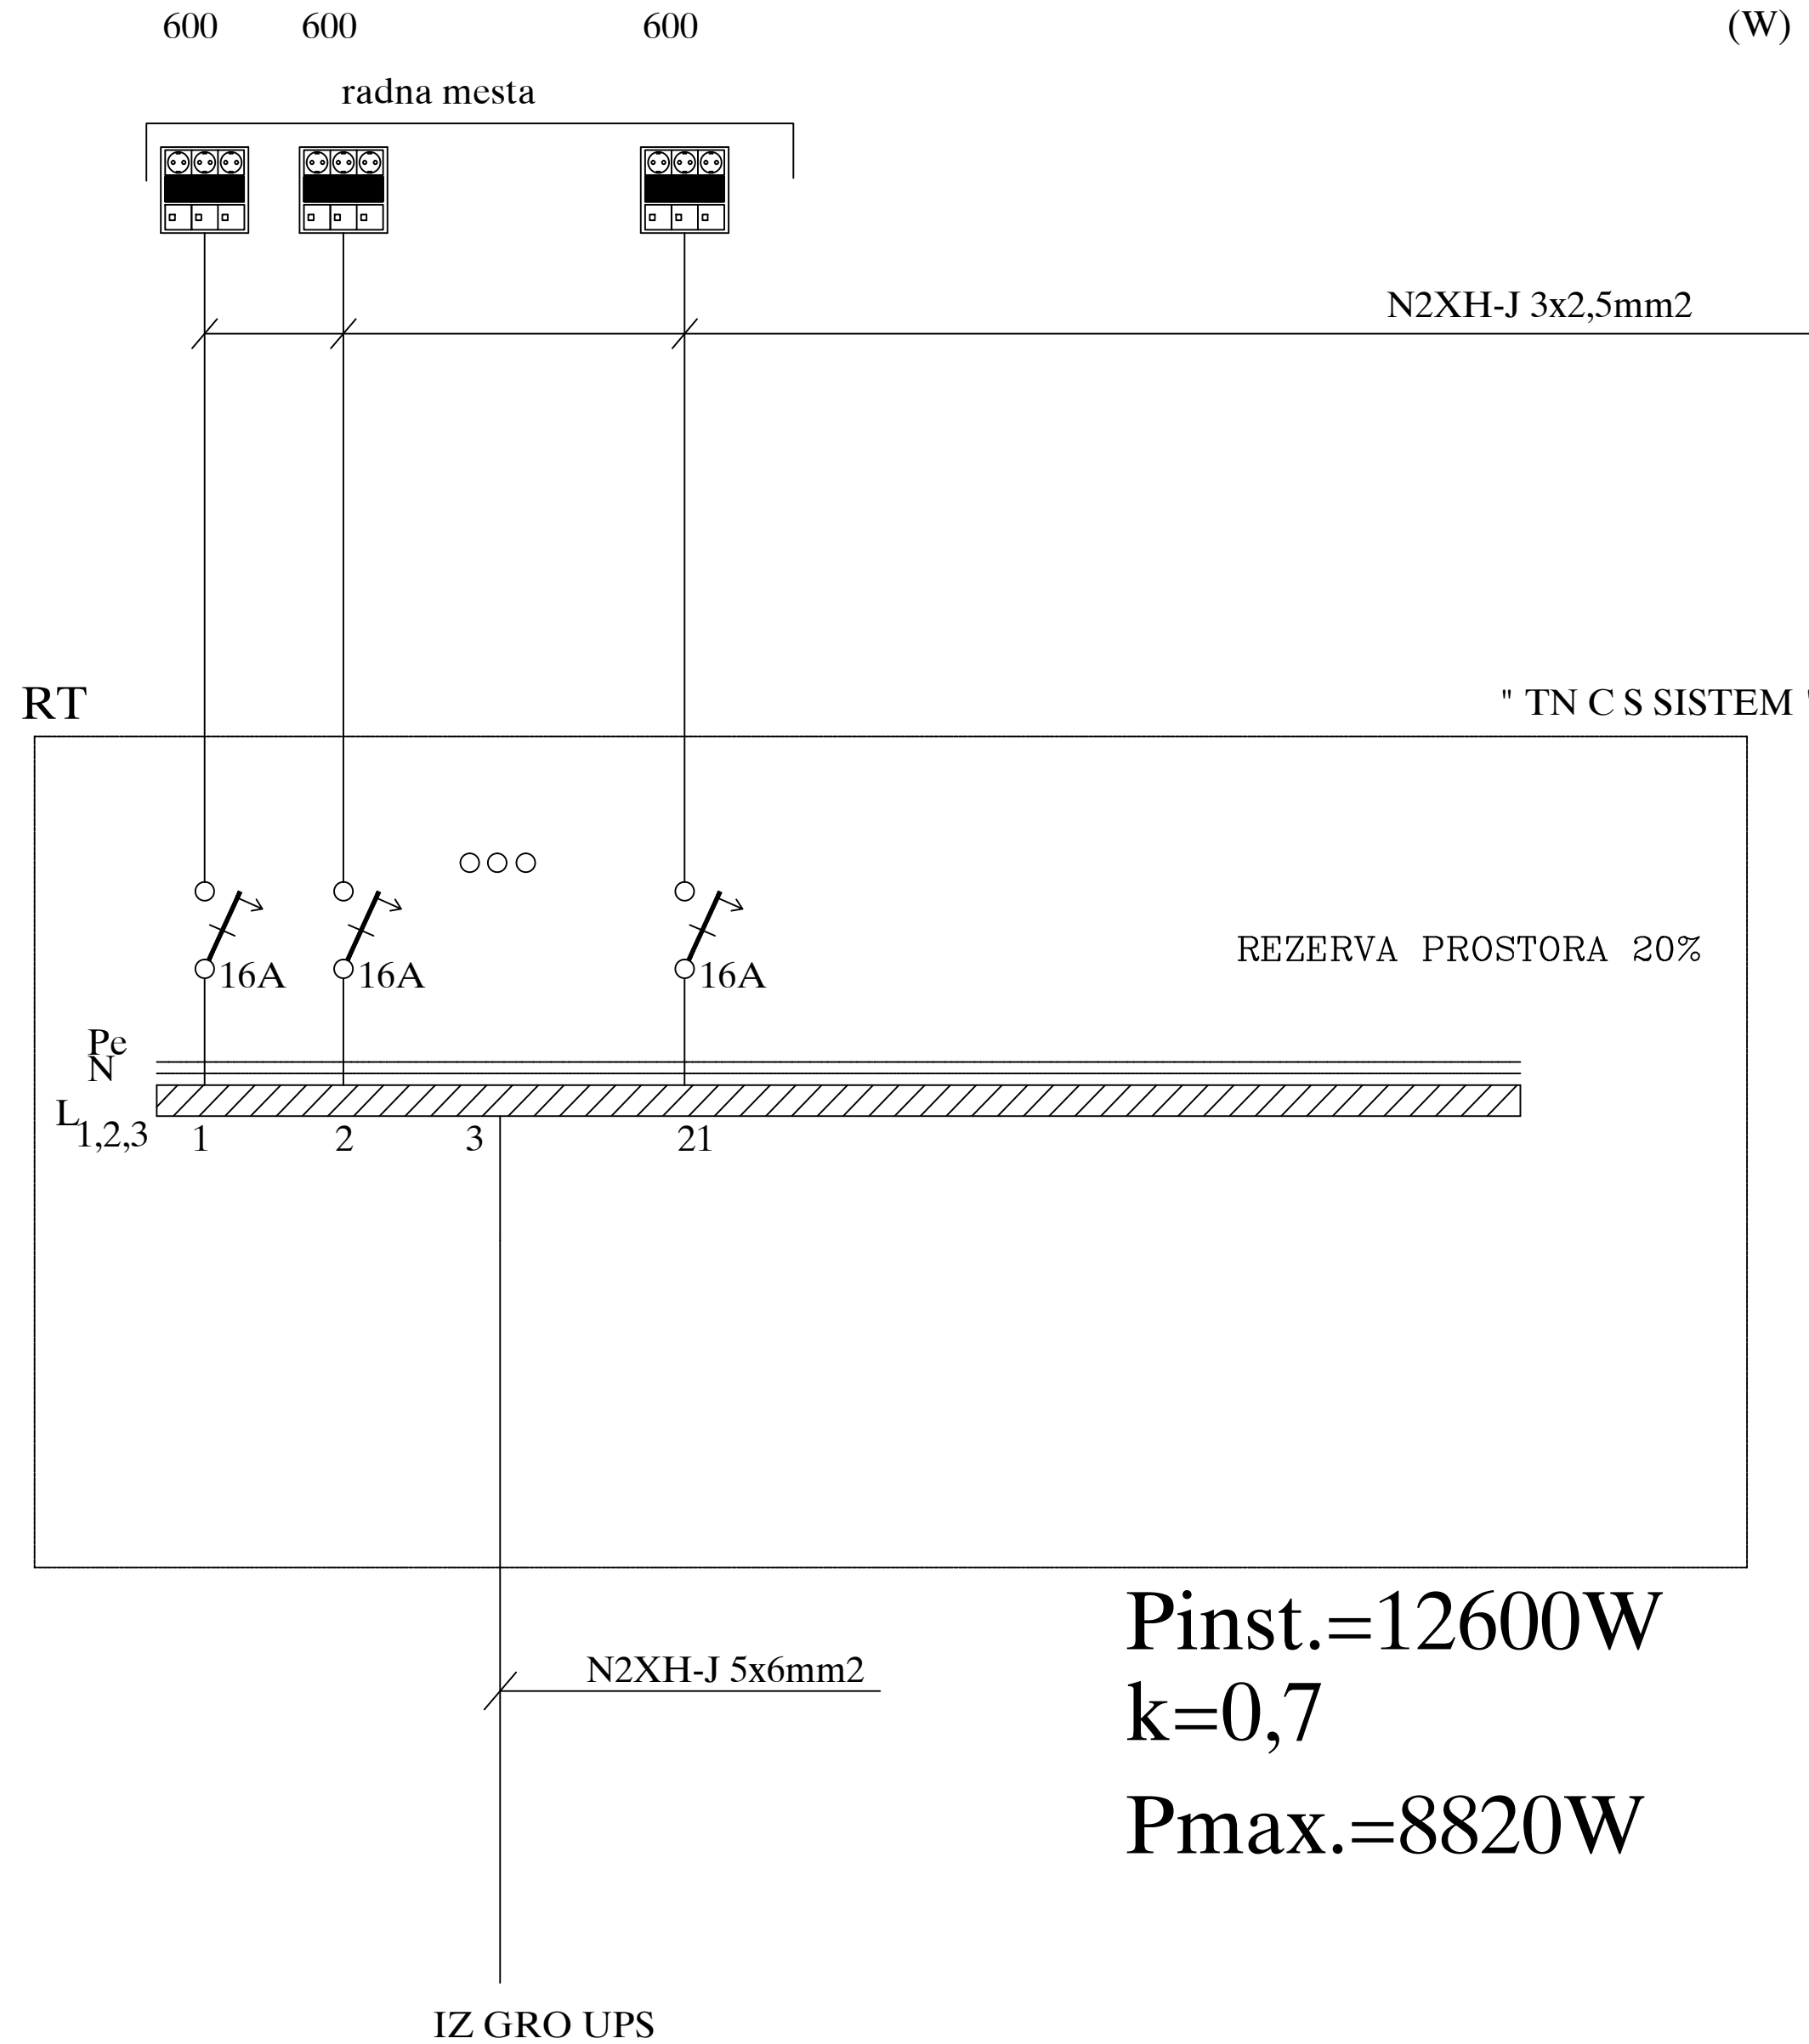 600 600 600 (W)
radna mesta
N2XH-J 3x2,5mm2
RT
" TN C S SISTEM "
16A 16A 16A
REZERVA PROSTORA 20%
Pe
N
L1,2,3
1 2 3 21
Pinst.=12600W
N2XH-J 5x6mm2
k=0,7
Pmax.=8820W
IZ GRO UPS